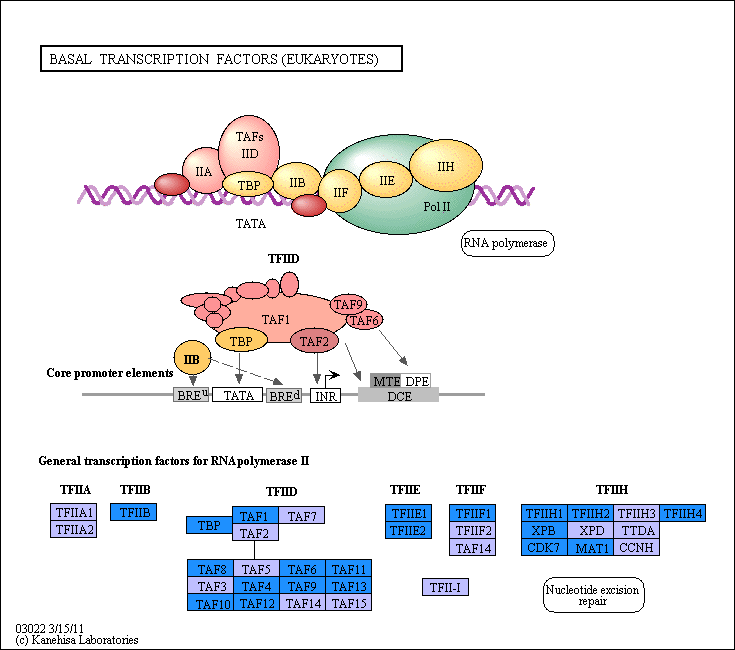 BASAL TRANSCRIPTION FACTORS (EUKARYOTES)
TAFs
IID
IIA
TBP
IIB
IIF
IIE
IIH
Pol II
TATA
RNA polymerase
TFIID
TAF9
TAF1
TAF6
TBP
TAF2
IIB
Core promoter elements
MTE DPE
BREu TATA BREd INR DCE
General transcription factors for RNA polymerase II
TFIIA TFIIB TFIID TFIIE TFIIF TFIIH
TFIIA1 TFIIB TAF1 TAF7 TFIIE1 TFIIF1 TFIIH1 TFIIH2 TFIIH3 TFIIH4
TFIIA2 TBP TAF2 TFIIE2 TFIIF2 XPB XPD TTDA
TAF14 CDK7 MAT1 CCNH
TAF8 TAF5 TAF6 TAF11
TAF3 TAF4 TAF9 TAF13 TFII-I Nucleotide excision
TAF10 TAF12 TAF14 TAF15 repair
03022 3/15/11
(c) Kanehisa Laboratories